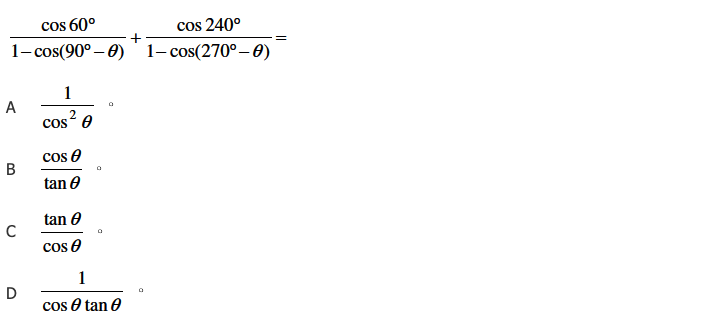 cos 60° / (1 – cos(90° – θ)) + cos 240° / (1 – cos(270° – θ)) =
A 1 / cos² θ 。
B cos θ / tan θ 。
C tan θ / cos θ 。
D 1 / (cos θ tan θ) 。